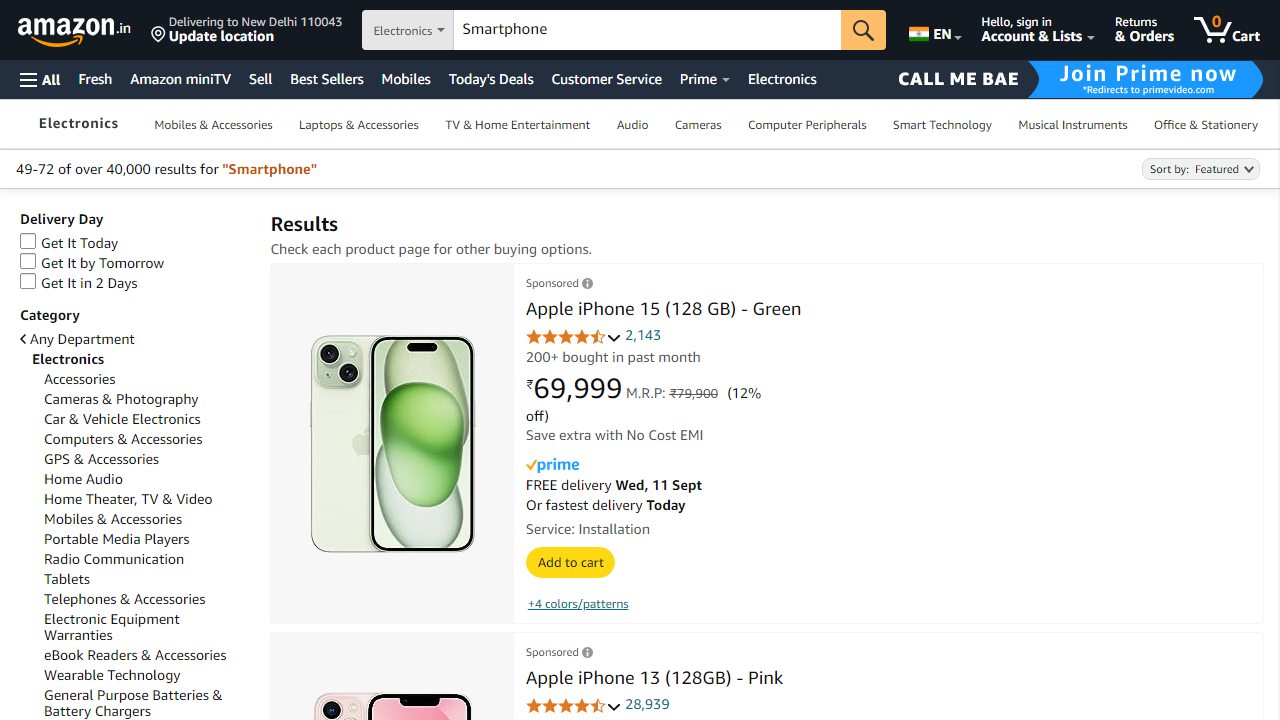 amazon.in
Delivering to New Delhi 110043
Update location
Electronics
Smartphone
EN
Hello, sign in
Account & Lists
Returns
& Orders
0
Cart
All
Fresh
Amazon miniTV
Sell
Best Sellers
Mobiles
Today's Deals
Customer Service
Prime
Electronics
CALL ME BAE
Join Prime now
*Redirects to primevideo.com
Electronics
Mobiles & Accessories
Laptops & Accessories
TV & Home Entertainment
Audio
Cameras
Computer Peripherals
Smart Technology
Musical Instruments
Office & Stationery
49-72 of over 40,000 results for "Smartphone"
Sort by: Featured
Delivery Day
Get It Today
Get It by Tomorrow
Get It in 2 Days
Category
Any Department
Electronics
Accessories
Cameras & Photography
Car & Vehicle Electronics
Computers & Accessories
GPS & Accessories
Home Audio
Home Theater, TV & Video
Mobiles & Accessories
Portable Media Players
Radio Communication
Tablets
Telephones & Accessories
Electronic Equipment
Warranties
eBook Readers & Accessories
Wearable Technology
General Purpose Batteries &
Battery Chargers
Results
Check each product page for other buying options.
Sponsored
Apple iPhone 15 (128 GB) - Green
2,143
200+ bought in past month
₹69,999 M.R.P: ₹79,900 (12%
off)
Save extra with No Cost EMI
prime
FREE delivery Wed, 11 Sept
Or fastest delivery Today
Service: Installation
Add to cart
+4 colors/patterns
Sponsored
Apple iPhone 13 (128GB) - Pink
28,939